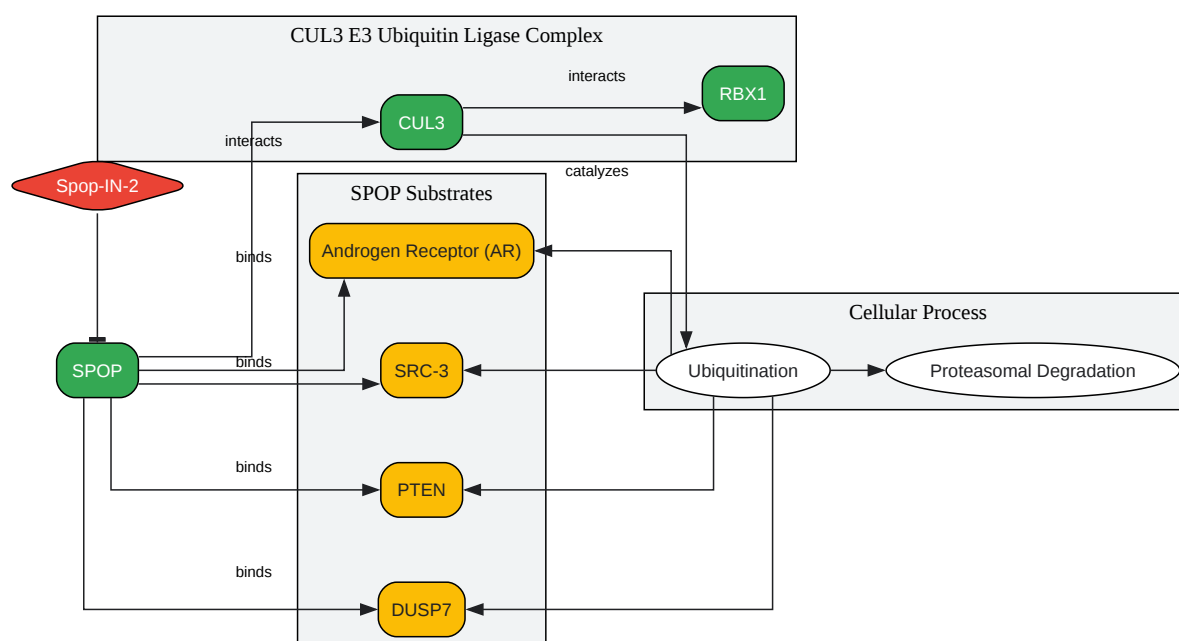 CUL3 E3 Ubiquitin Ligase Complex
interacts
RBX1
CUL3
interacts
catalyzes
Spop-IN-2
SPOP Substrates
Androgen Receptor (AR)
binds
Cellular Process
binds
SPOP
SRC-3
Ubiquitination
Proteasomal Degradation
binds
PTEN
binds
DUSP7